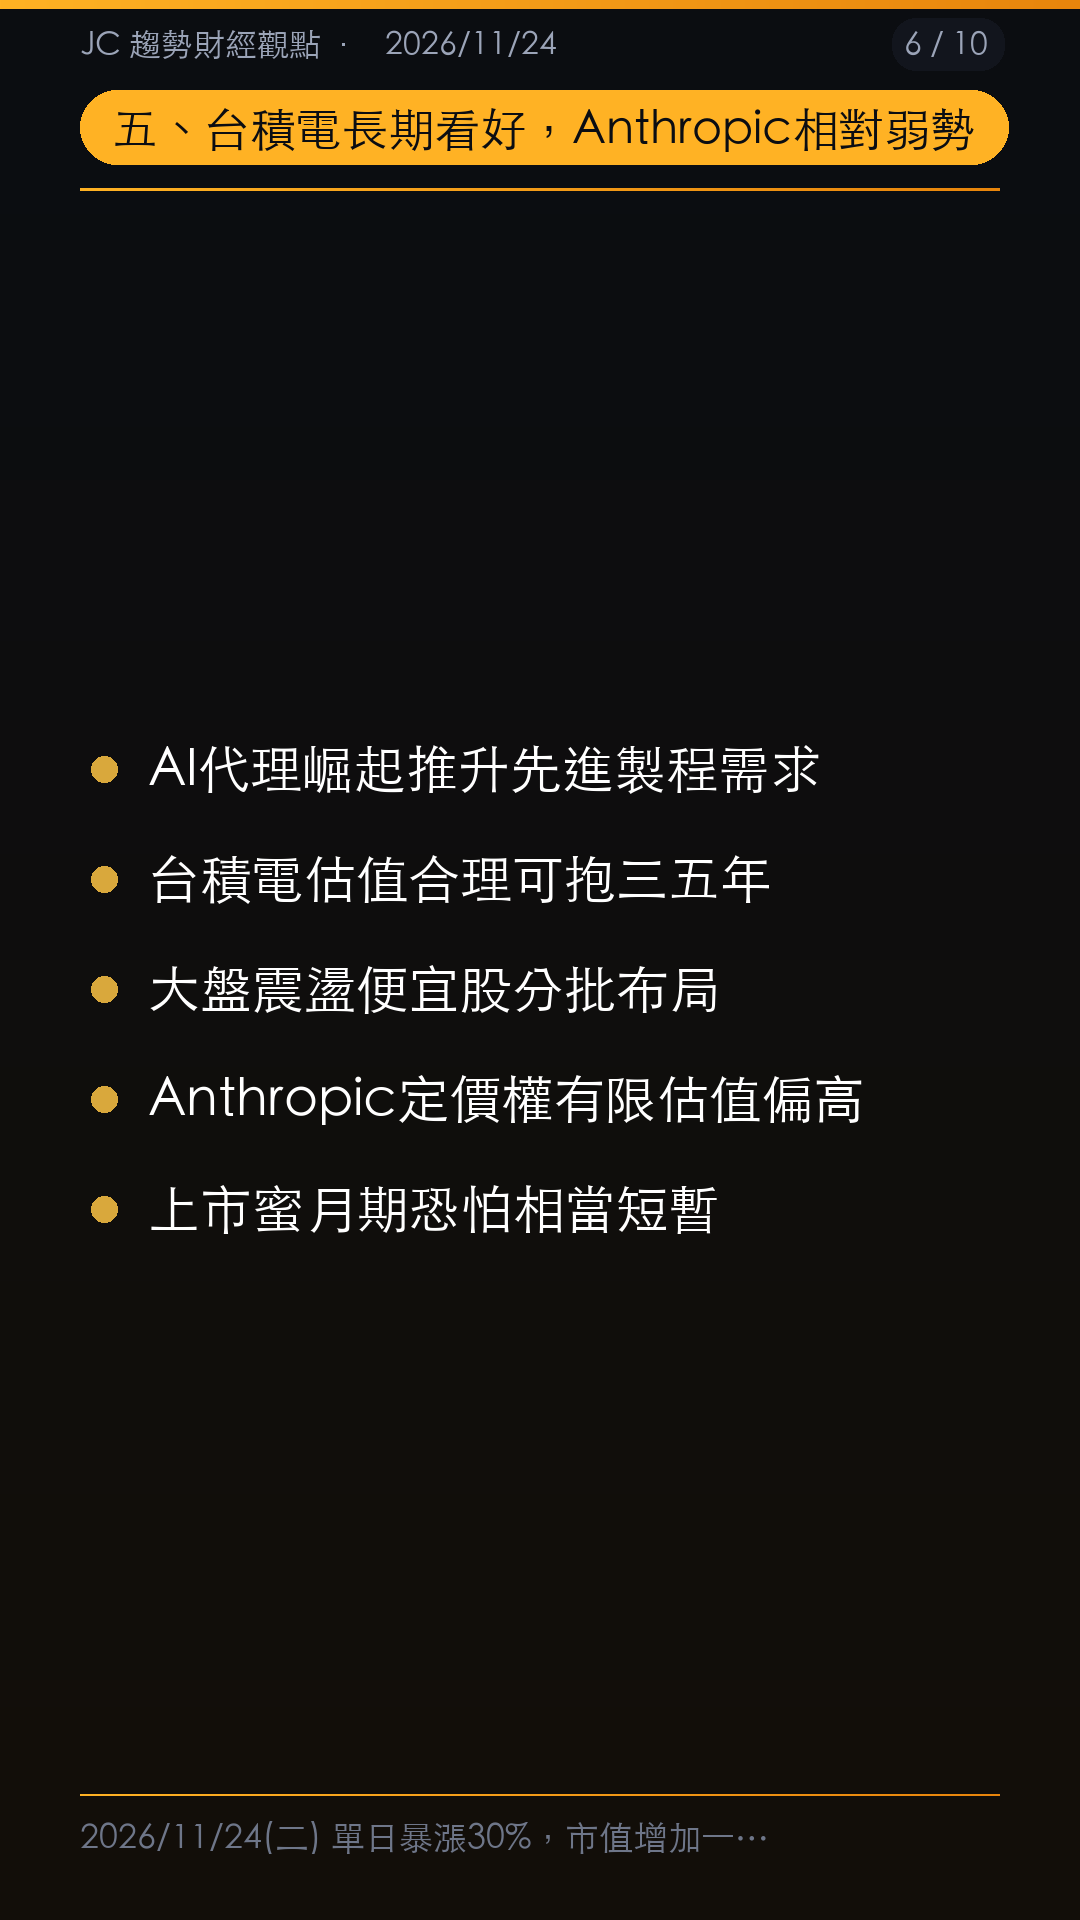 JC 趨勢財經觀點 · 2026/11/24
6 / 10
五、台積電長期看好，Anthropic相對弱勢
AI代理崛起推升先進製程需求
台積電估值合理可抱三五年
大盤震盪便宜股分批布局
Anthropic定價權有限估值偏高
上市蜜月期恐怕相當短暫
2026/11/24(二) 單日暴漲30%，市值增加一…